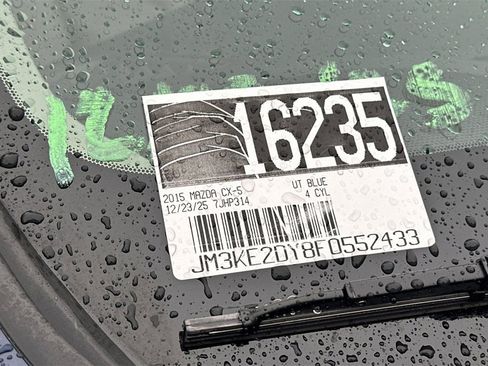 16235
2015 MAZDA CX-5 UT BLUE
12/23/25 7JHP314 4 CYL
JM3KE2DY8F0552433